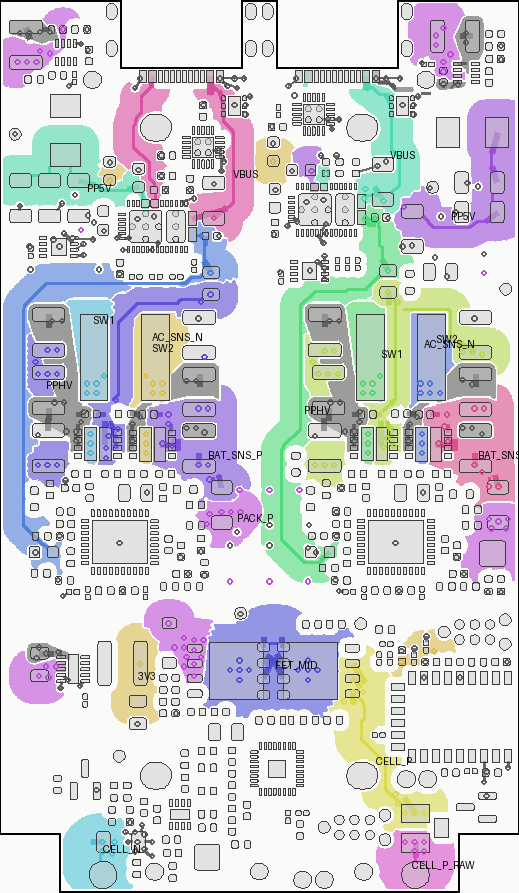 VBUS
VBUS
PP5V
PP5V
SW1
AC_SNS_N
SW2
SW2
AC_SNS_N
SW1
PPHV
PPHV
BAT_SNS_P
BAT_SNS
PACK_P
FET_MID
3V3
CELL_P
CELL_N
CELL_P_RAW